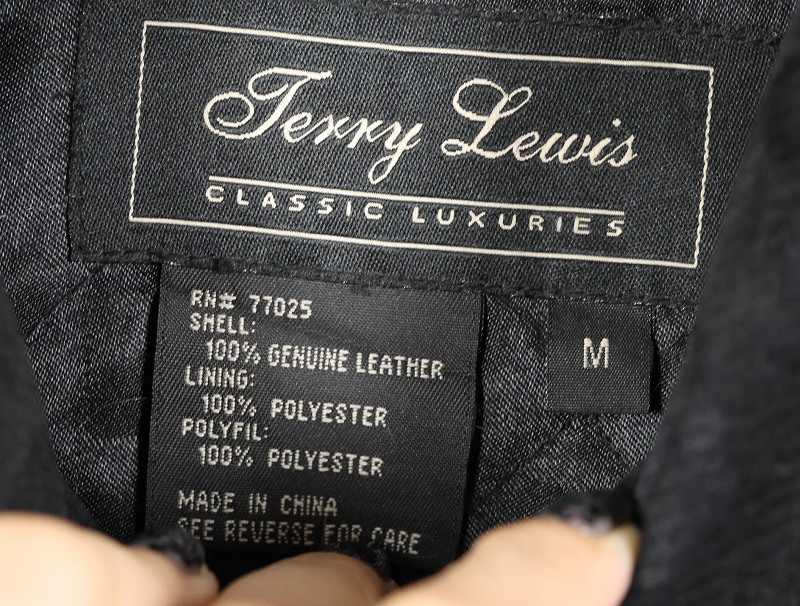 Terry Lewis
CLASSIC LUXURIES
RN# 77025
SHELL:
100% GENUINE LEATHER
LINING:
100% POLYESTER
POLYFIL:
100% POLYESTER
MADE IN CHINA
SEE REVERSE FOR CARE
M